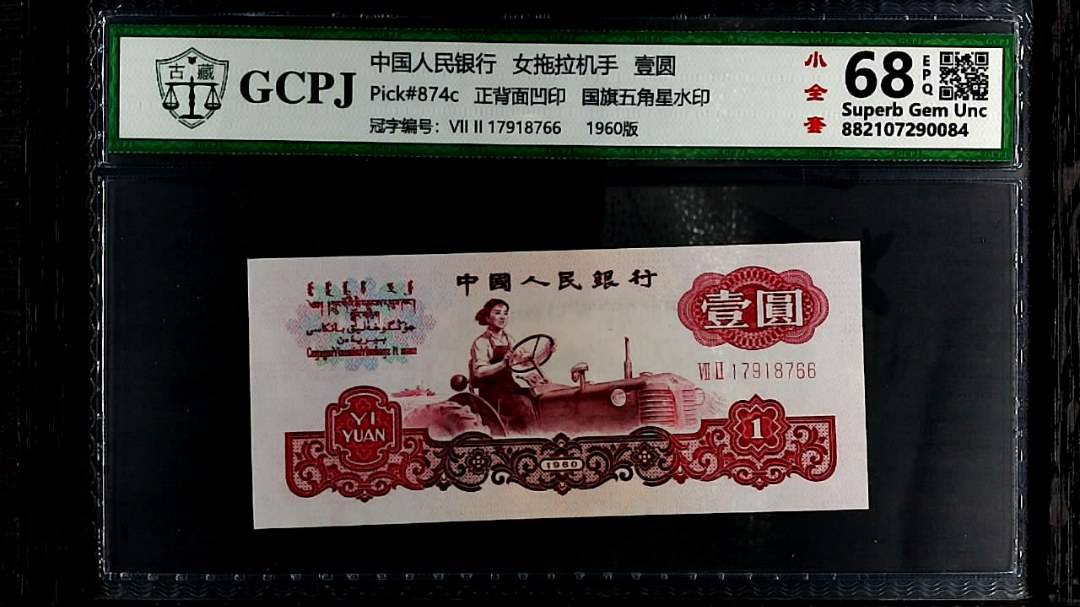 古藏
GCPJ
中国人民银行 女拖拉机手 壹圆
Pick#874c 正背面凹印 国旗五角星水印
冠字编号：VII II 17918766 1960版
小全套
68
EPQ
Superb Gem Unc
882107290084
中國人民銀行
壹圓
VII II 17918766
YI
YUAN
1
1960